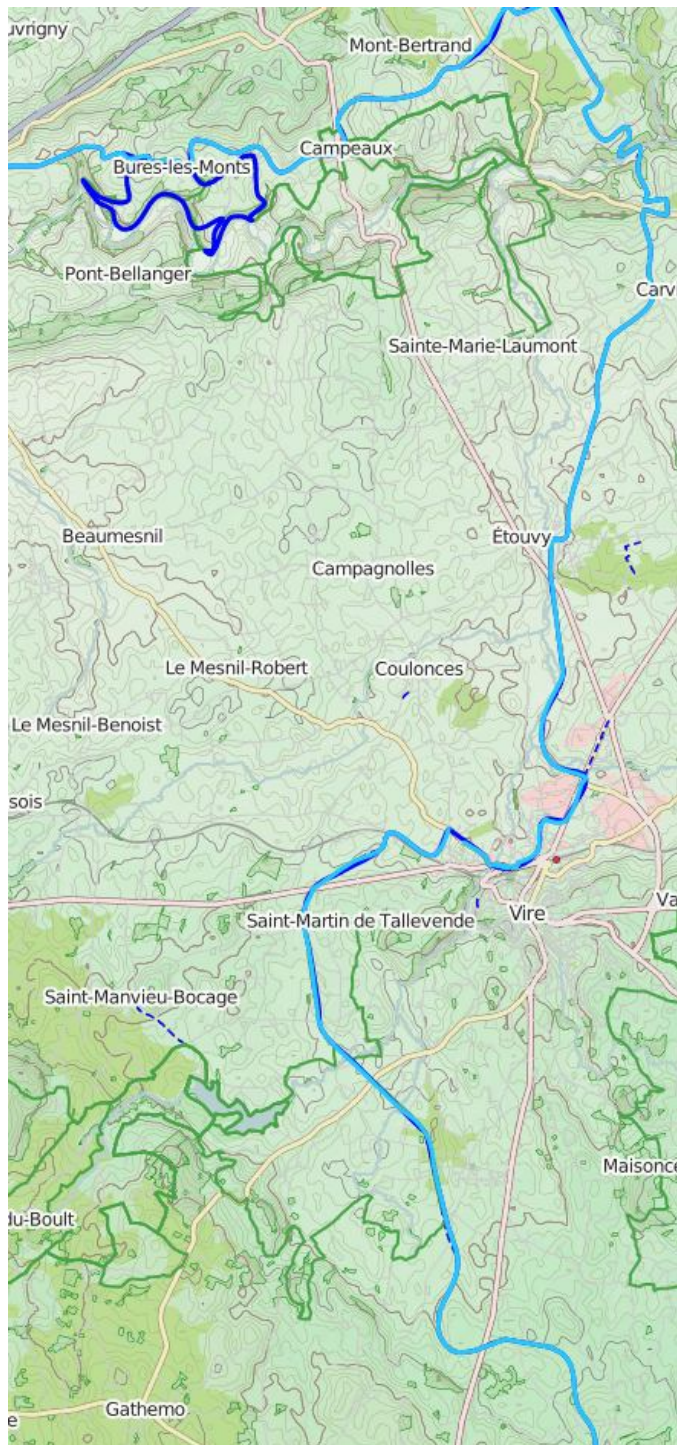 uvrigny
Mont-Bertrand
Campeaux
Bures-les-Monts
Pont-Bellanger
Carv
Sainte-Marie-Laumont
Beaumesnil
Étouvy
Campagnolles
Le Mesnil-Robert
Coulonces
Le Mesnil-Benoist
sois
Va
Vire
Saint-Martin de Tallevende
Saint-Manvieu-Bocage
Maisonce
du-Boult
Gathemo
e